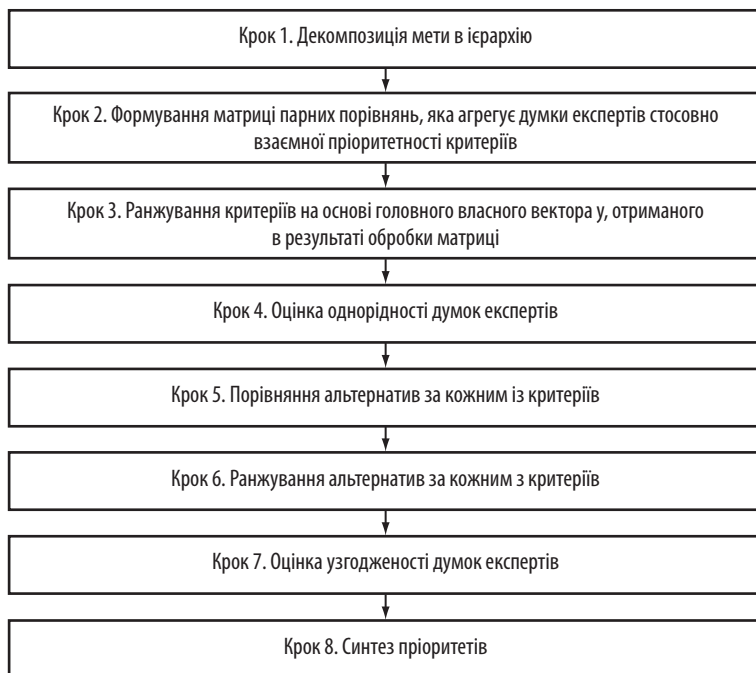 Крок 1. Декомпозиція мети в ієрархію
Крок 2. Формування матриці парних порівнянь, яка агрегує думки експертів стосовно
взаємної пріоритетності критеріїв
Крок 3. Ранжування критеріїв на основі головного власного вектора y, отриманого
в результаті обробки матриці
Крок 4. Оцінка однорідності думок експертів
Крок 5. Порівняння альтернатив за кожним із критеріїв
Крок 6. Ранжування альтернатив за кожним з критеріїв
Крок 7. Оцінка узгодженості думок експертів
Крок 8. Синтез пріоритетів